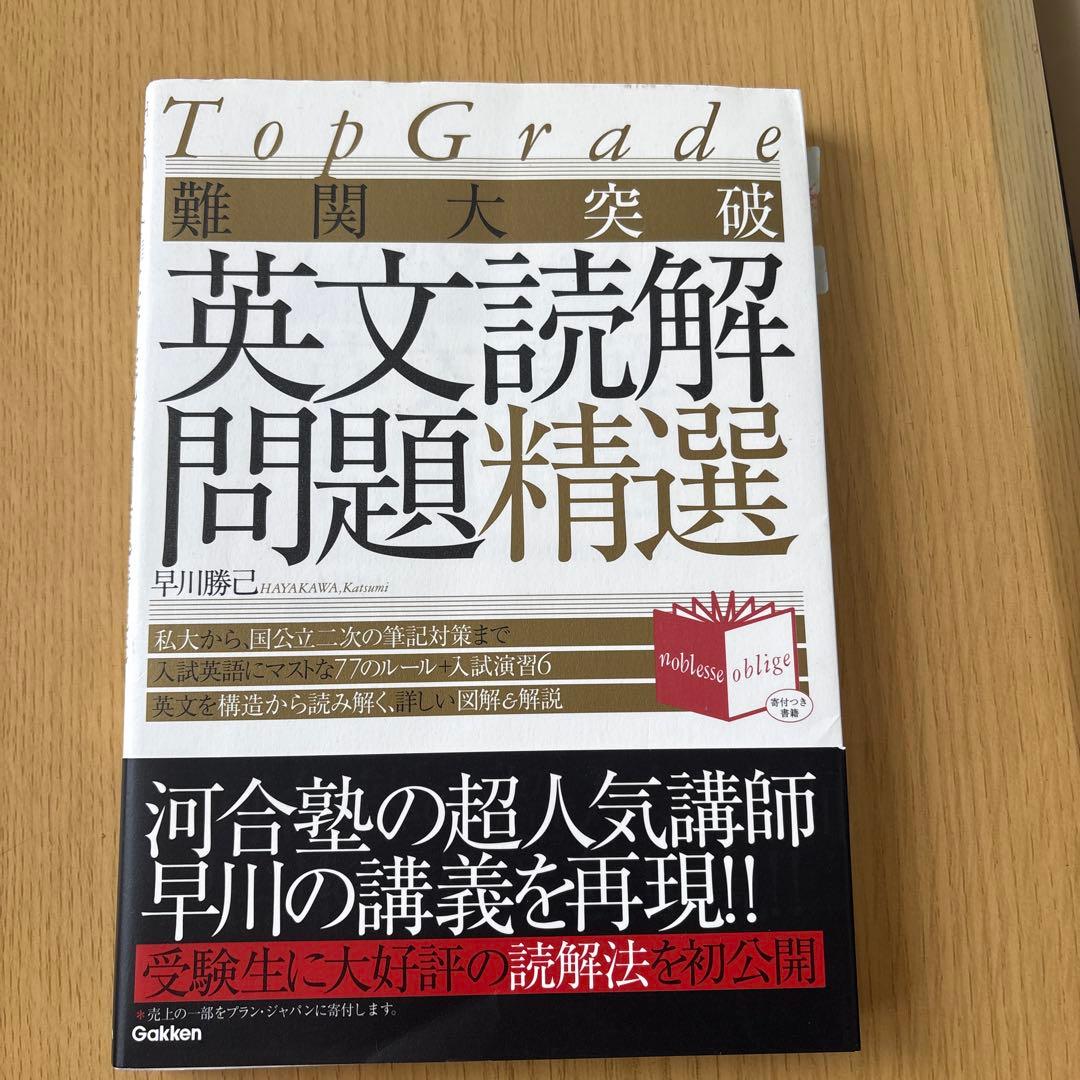 TopGrade
難関大突破
英文読解
問題精選
早川勝己 HAYAKAWA, Katsumi
私大から、国公立二次の筆記対策まで
入試英語にマストな77のルール+入試演習6
英文を構造から読み解く、詳しい図解&解説
noblesse oblige
寄付つき
書籍
河合塾の超人気講師
早川の講義を再現!!
受験生に大好評の読解法を初公開
*売上の一部をプラン・ジャパンに寄付します。
Gakken